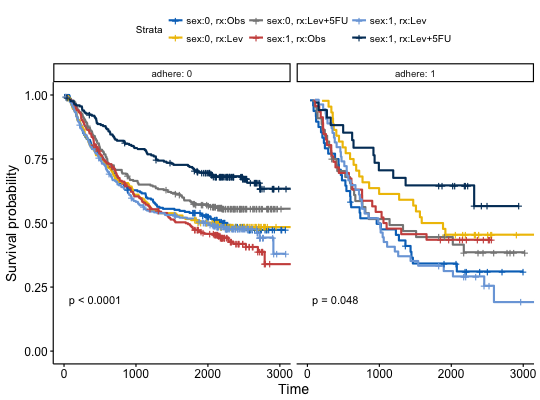 Strata
sex:0, rx:Obs sex:0, rx:Lev+5FU sex:1, rx:Lev
sex:0, rx:Lev sex:1, rx:Obs sex:1, rx:Lev+5FU
adhere: 0 adhere: 1
Survival probability
1.00
0.75
0.50
0.25
0.00
p < 0.0001 p = 0.048
0 1000 2000 3000 0 1000 2000 3000
Time